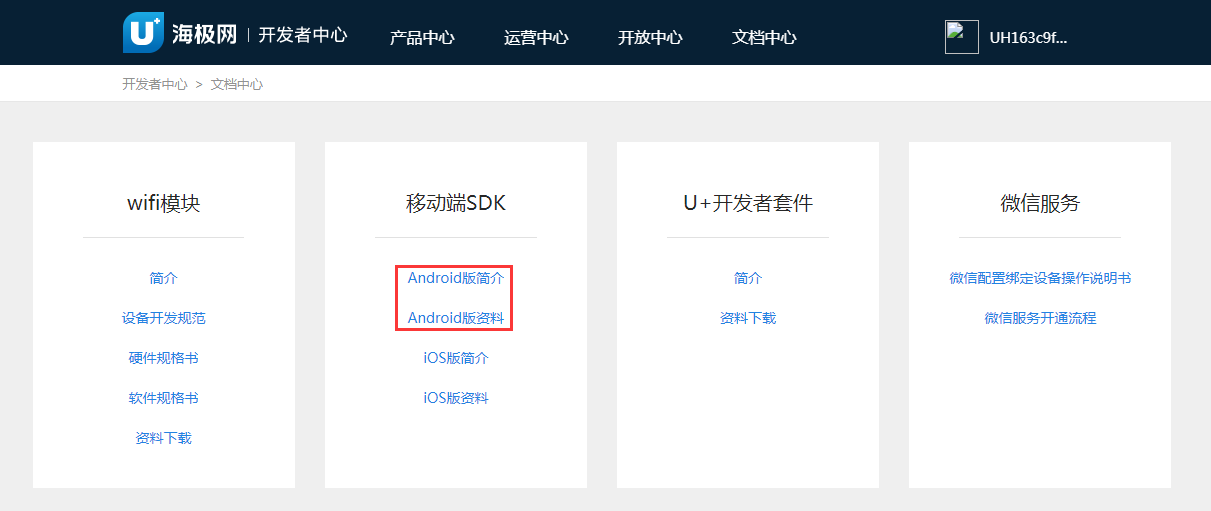 U+ 海极网 | 开发者中心 产品中心 运营中心 开放中心 文档中心 UH163c9f...
开发者中心 > 文档中心
wifi模块
简介
设备开发规范
硬件规格书
软件规格书
资料下载
移动端SDK
Android版简介
Android版资料
iOS版简介
iOS版资料
U+开发者套件
简介
资料下载
微信服务
微信配置绑定设备操作说明书
微信服务开通流程